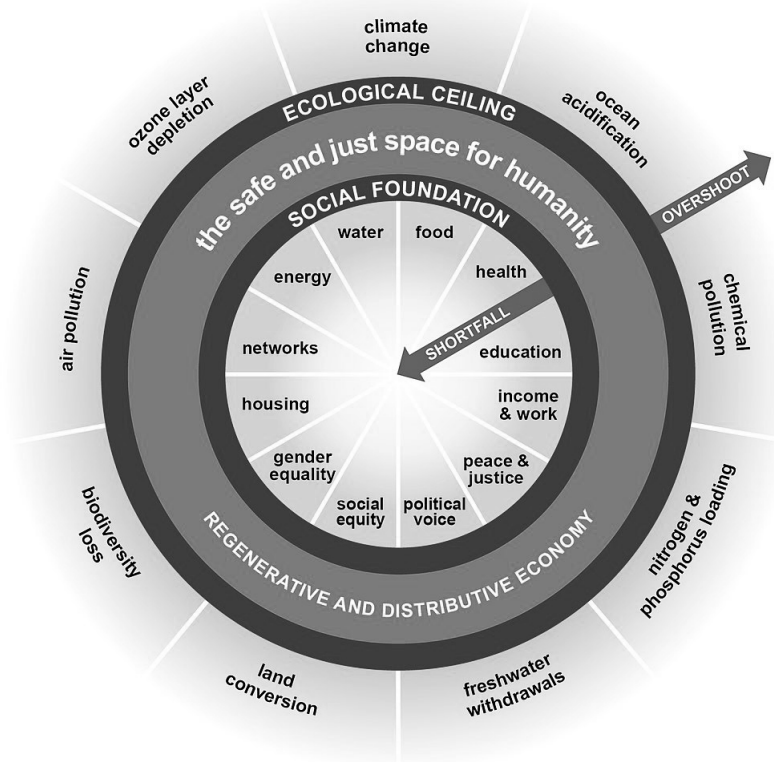 climate
change
ocean
acidification
chemical
pollution
nitrogen &
phosphorus loading
freshwater
withdrawals
land
conversion
biodiversity
loss
air pollution
ozone layer
depletion
OVERSHOOT
ECOLOGICAL CEILING
the safe and just space for humanity
SOCIAL FOUNDATION
water
food
health
SHORTFALL
education
income
& work
peace &
justice
political
voice
social
equity
gender
equality
housing
networks
energy
REGENERATIVE AND DISTRIBUTIVE ECONOMY